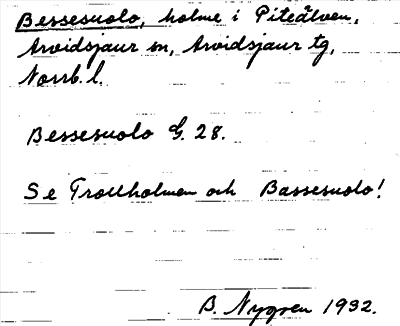 Bessesuolo, holme i Piteälven,
Arvidsjaur sn, Arvidsjaur tg,
Norrb. l.
Bessesuolo G. 28.
Se Trollholmen och Bassesuolo!
B. Nygren 1932.